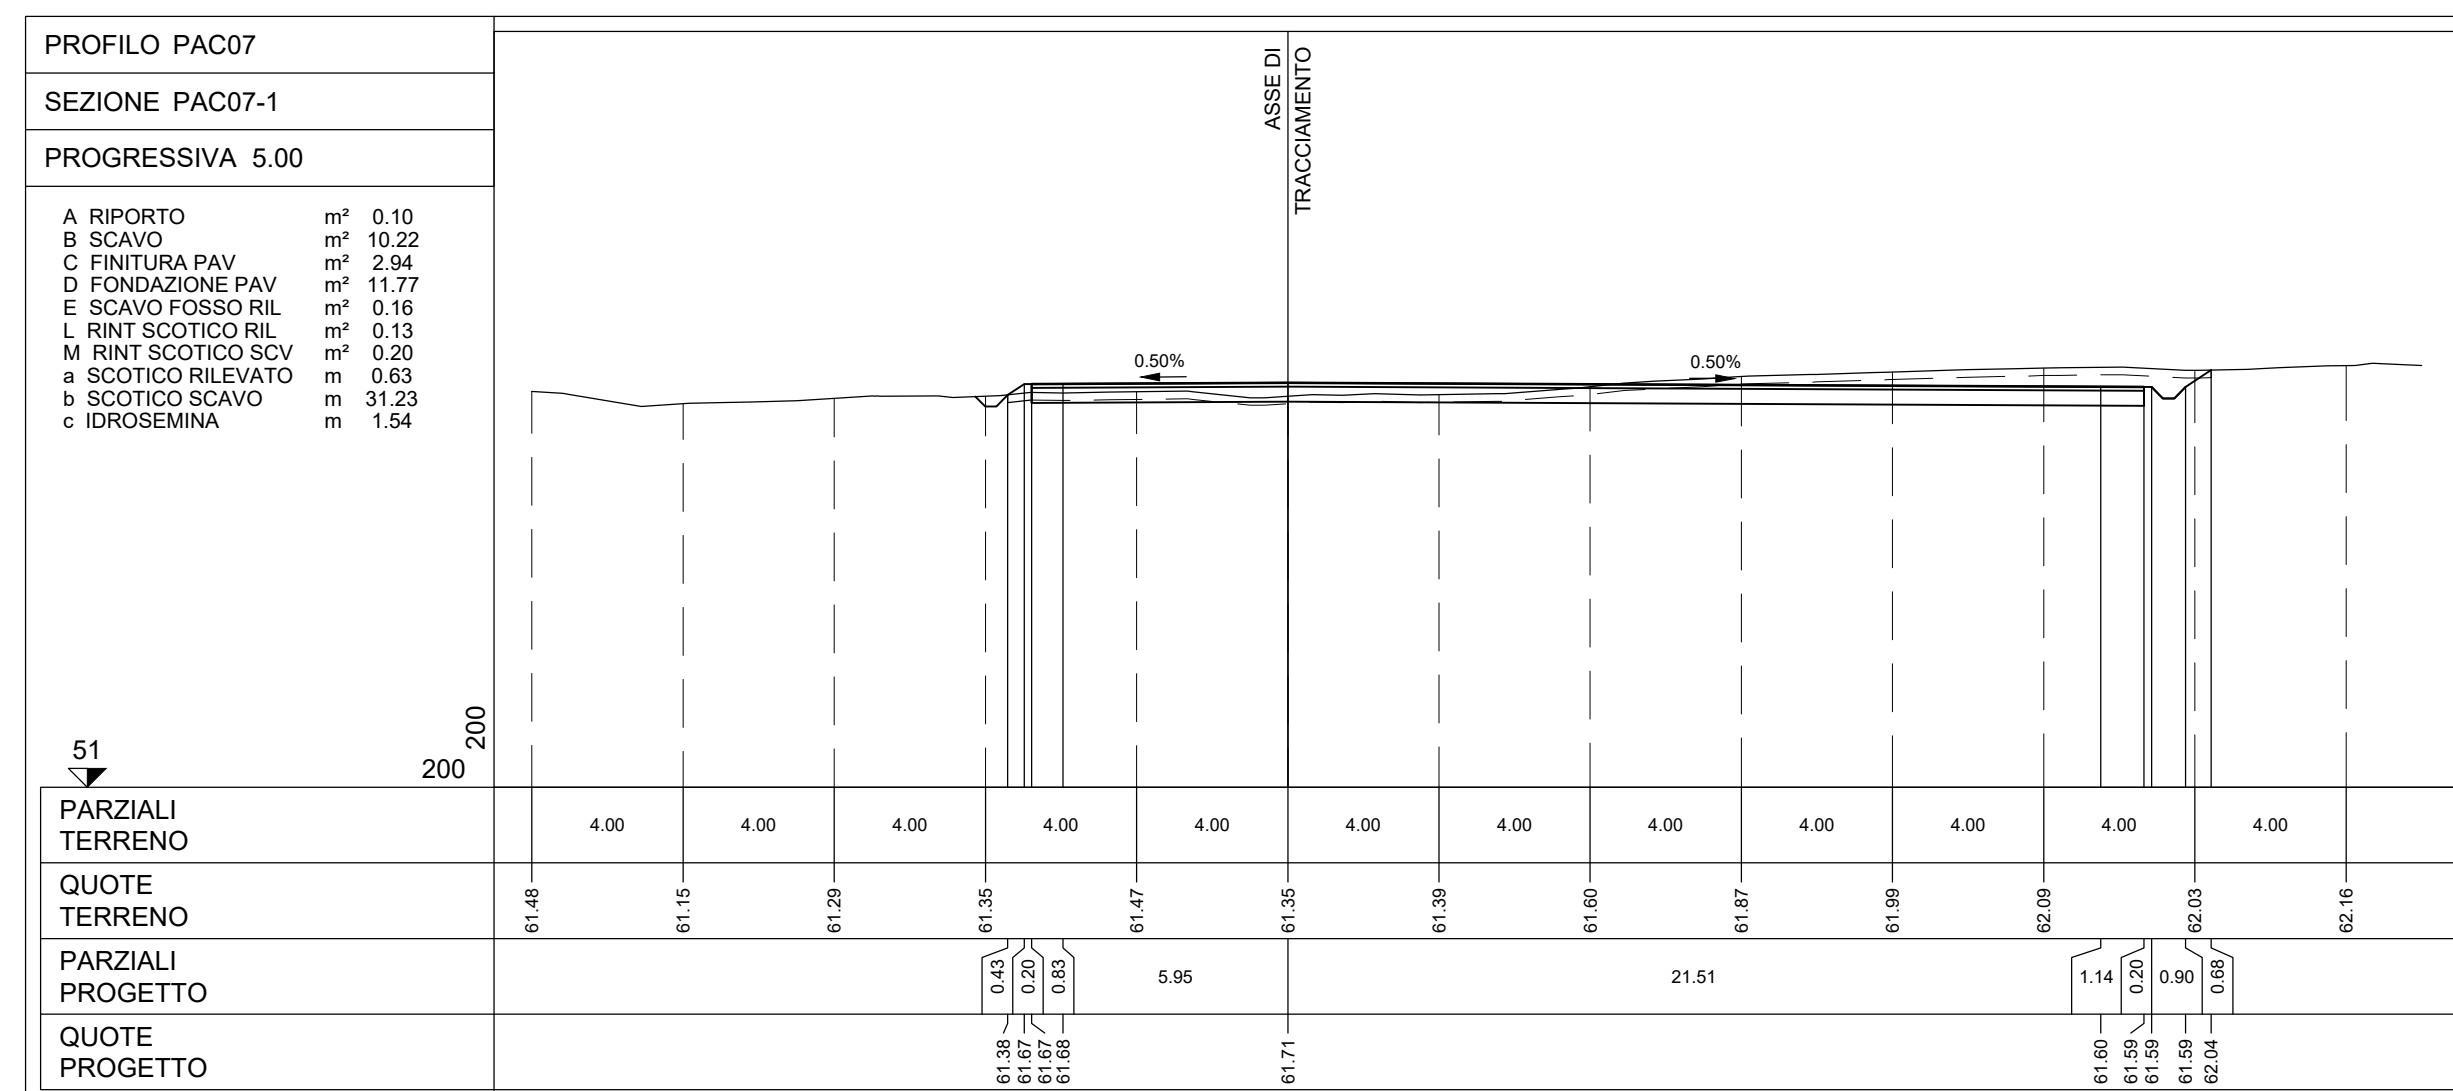 PROFILO PAC07
SEZIONE PAC07-1
PROGRESSIVA 5.00
A RIPORTO m² 0.10
B SCAVO m² 10.22
C FINITURA PAV m² 2.94
D FONDAZIONE PAV m² 11.77
E SCAVO FOSSO RIL m² 0.16
L RINT SCOTICO RIL m² 0.13
M RINT SCOTICO SCV m² 0.20
a SCOTICO RILEVATO m 0.63
b SCOTICO SCAVO m 31.23
c IDROSEMINA m 1.54
ASSE DI
TRACCIAMENTO
0.50% 0.50%
51
200
200
PARZIALI
TERRENO
4.00 4.00 4.00 4.00 4.00 4.00 4.00 4.00 4.00 4.00 4.00 4.00
QUOTE
TERRENO
61.48 61.15 61.29 61.35 61.47 61.35 61.39 61.60 61.87 61.99 62.09 62.03 62.16
PARZIALI
PROGETTO
0.43 0.20 0.83 5.95 21.51 1.14 0.20 0.90 0.68
QUOTE
PROGETTO
61.38 61.67 61.67 61.68 61.71 61.60 61.59 61.59 61.59 62.04